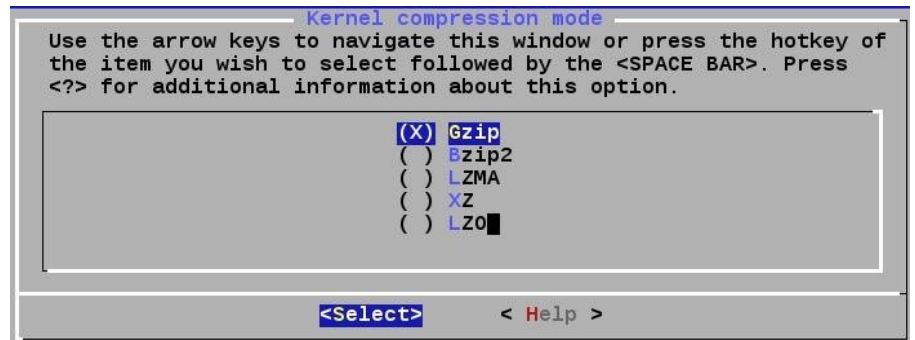 Kernel compression mode
Use the arrow keys to navigate this window or press the hotkey of
the item you wish to select followed by the <SPACE BAR>. Press
<?> for additional information about this option.
(X) Gzip
( ) Bzip2
( ) LZMA
( ) XZ
( ) LZO
<Select> < Help >